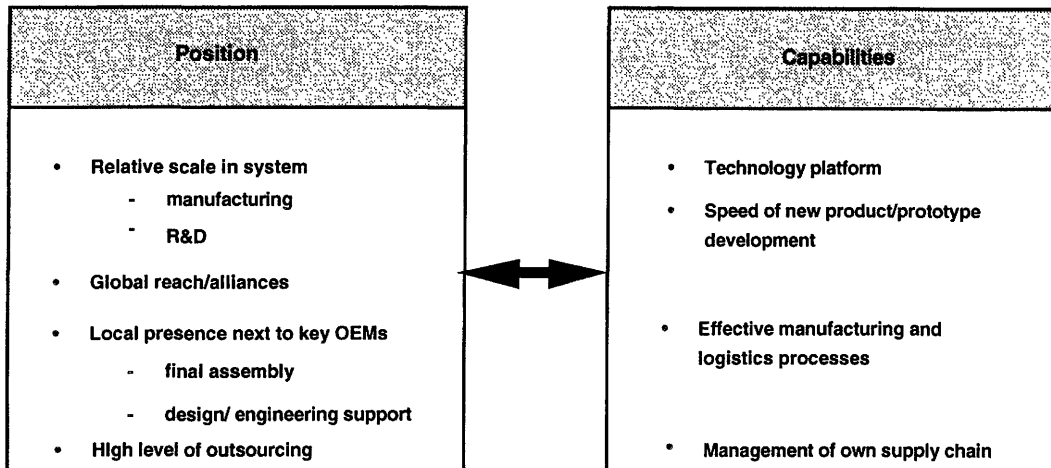 Position
• Relative scale in system
- manufacturing
- R&D
• Global reach/alliances
• Local presence next to key OEMs
- final assembly
- design/ engineering support
• HIgh level of outsourcing
Capabilities
• Technology platform
• Speed of new product/prototype
development
• Effective manufacturing and
logistics processes
• Management of own supply chain